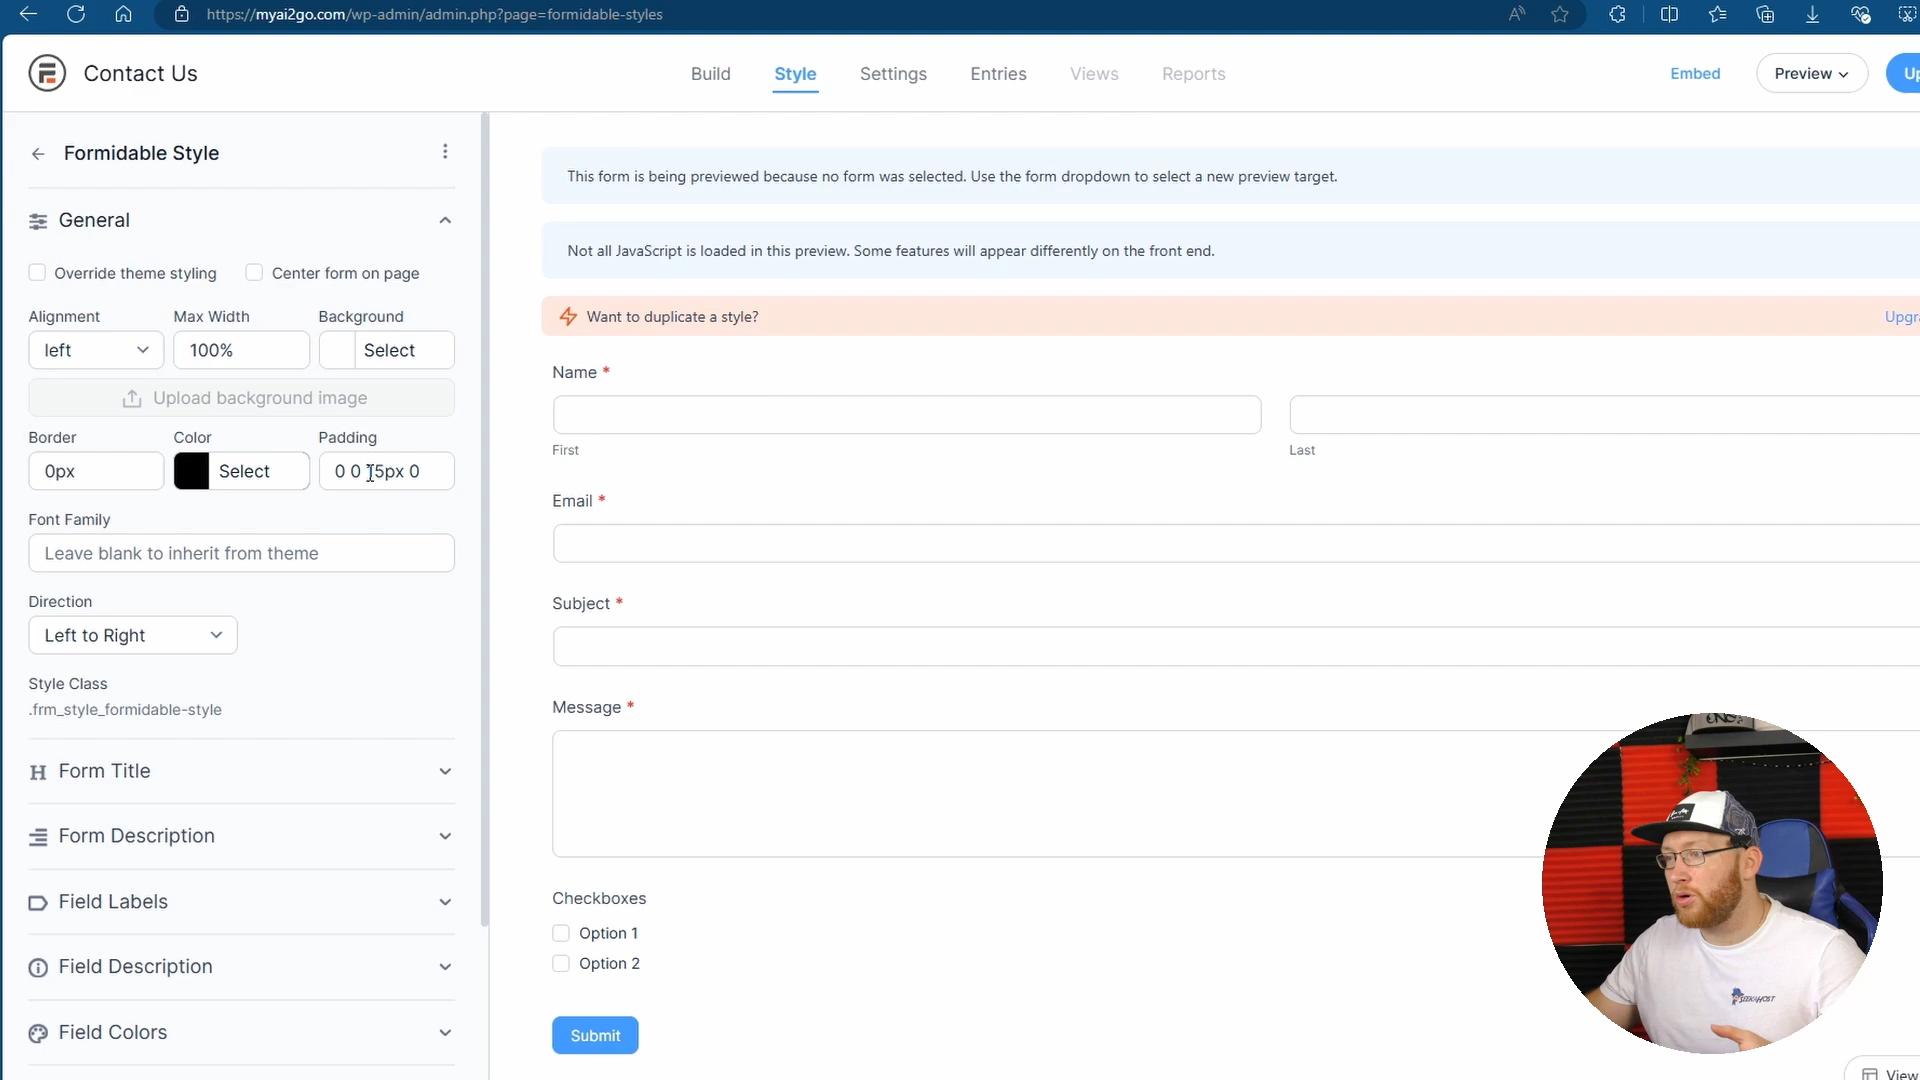 https://myai2go.com/wp-admin/admin.php?page=formidable-styles
Contact Us
Build
Style
Settings
Entries
Views
Reports
Embed
Preview
Up
Formidable Style
General
Override theme styling
Center form on page
Alignment
Max Width
Background
left
100%
Select
Upload background image
Border
Color
Padding
0px
Select
0 0 15px 0
Font Family
Leave blank to inherit from theme
Direction
Left to Right
Style Class
.frm_style_formidable-style
Form Title
Form Description
Field Labels
Field Description
Field Colors
This form is being previewed because no form was selected. Use the form dropdown to select a new preview target.
Not all JavaScript is loaded in this preview. Some features will appear differently on the front end.
Want to duplicate a style?
Upgra
Name *
First
Last
Email *
Subject *
Message *
Checkboxes
Option 1
Option 2
Submit
SEEKAHOST
View